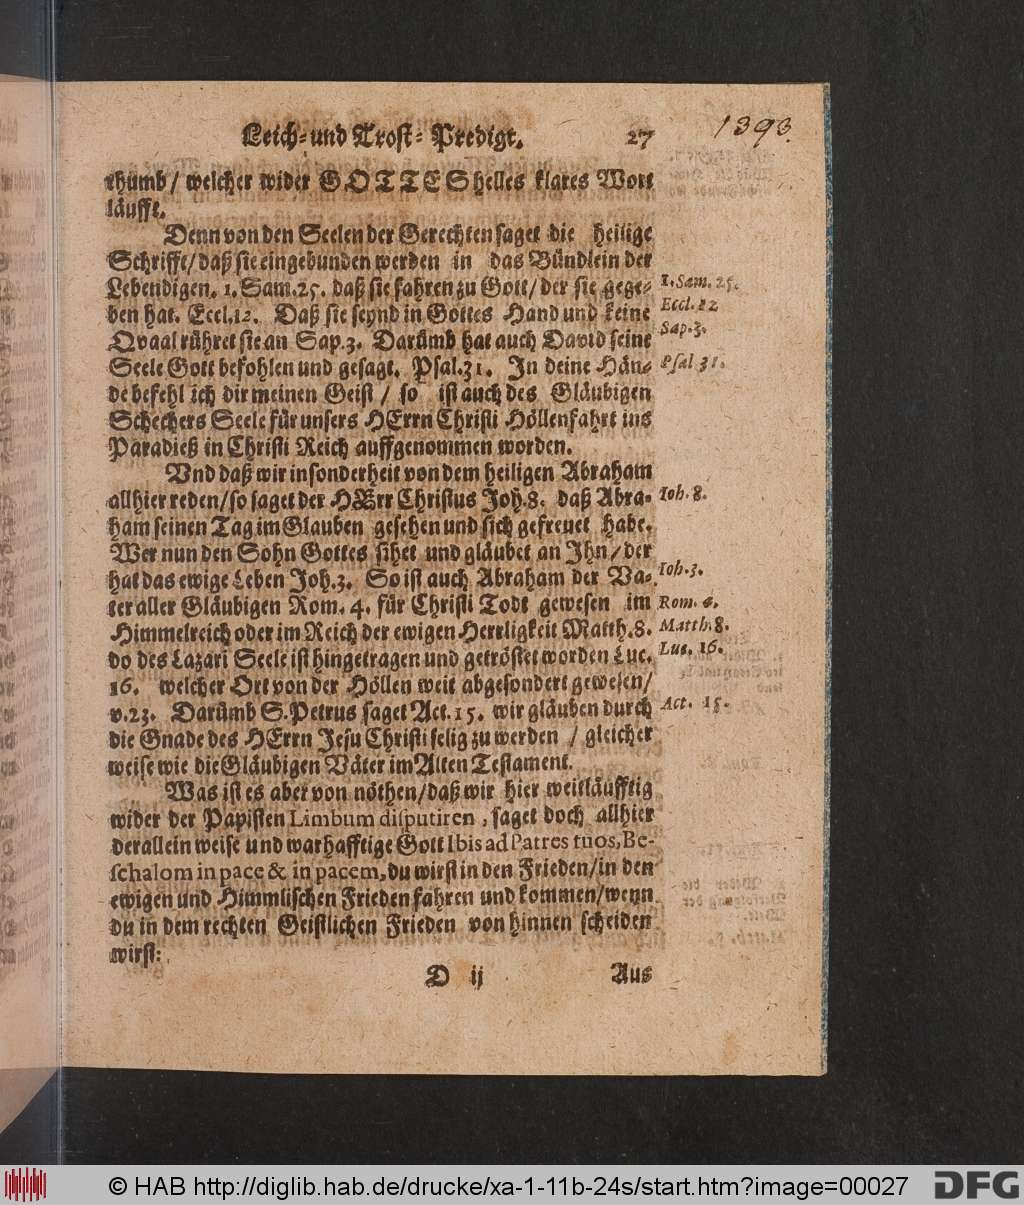 Leich- und Trost- Predigt. 27 1393.
thumb / welcher wider GOTTES helles klares Wort
läufft.
Denn von den Seelen der Gerechten saget die heilige
Schrifft / daß sie eingebunden werden in das Bündlein der
Lebendigen. 1. Sam. 25. daß sie fahren zu Gott / der sie gege-
1. Sam. 25.
ben hat. Eccl. 12. Daß sie seynd in Gottes Hand und keine
Eccl. 12
Qvaal rühret sie an Sap. 3. Darümb hat auch David seine
Sap. 3.
Seele Gott befohlen und gesagt. Psal. 31. In deine Hän-
Psal 31.
de befehl ich dir meinen Geist / so ist auch des Gläubigen
Schechers Seele für unsers HErrn Christi Höllenfahrt ins
Paradieß in Christi Reich auffgenommen worden.
Vnd daß wir insonderheit von dem heiligen Abraham
allhier reden / so saget der HErr Christus Joh. 8. daß Abra-
Ioh. 8.
ham seinen Tag im Glauben gesehen und sich gefreuet habe.
Wer nun den Sohn Gottes sihet und gläubet an Ihn / der
hat das ewige Leben Joh. 3. So ist auch Abraham der Va-
Ioh. 3.
ter aller Gläubigen Rom. 4. für Christi Todt gewesen im
Rom. 4.
Himmelreich oder im Reich der ewigen Herrligkeit Matth. 8.
Matth. 8.
do des Lazari Seele ist hingetragen und getröstet worden Luc.
Luc. 16.
16. welcher Ort von der Höllen weit abgesondert gewesen /
v. 23. Darümb S. Petrus saget Act. 15. wir gläuben durch
Act. 15.
die Gnade des HErrn Jesu Christi selig zu werden / gleicher
weise wie die Gläubigen Väter im Alten Testament.
Was ist es aber von nöthen / daß wir hier weitläufftig
wider der Papisten Limbum disputiren, saget doch allhier
der allein weise und warhafftige Gott Ibis ad Patres tuos, Be-
schalom in pace & in pacem, du wirst in den Frieden / in den
ewigen und Himmlischen Frieden fahren und kommen / wenn
du in dem rechten Geistlichen Frieden von hinnen scheiden
wirst:
D ij Aus
© HAB http://diglib.hab.de/drucke/xa-1-11b-24s/start.htm?image=00027 DFG